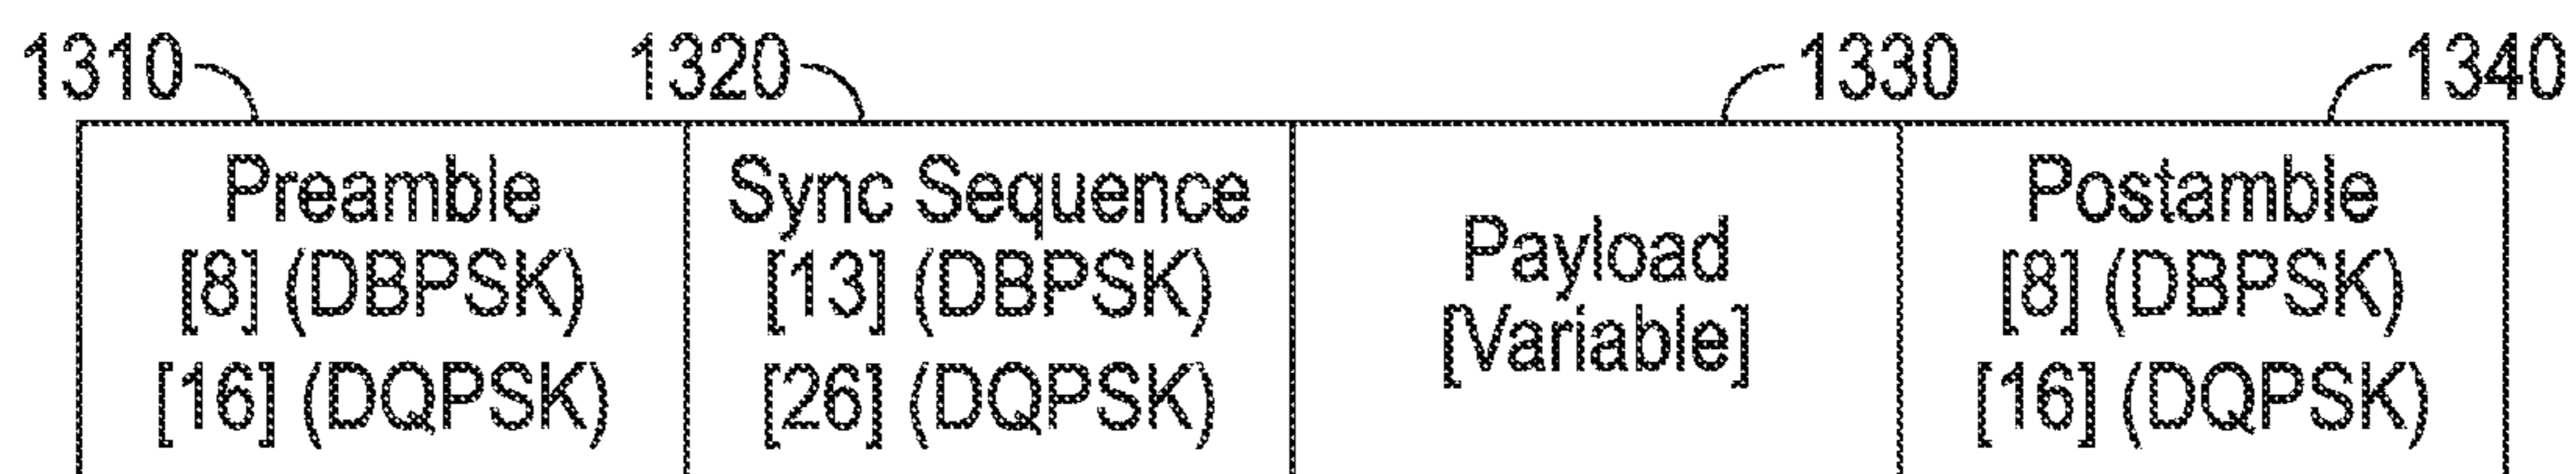 1310 1320 1330 1340
Preamble
[8] (DBPSK)
[16] (DQPSK)
Sync Sequence
[13] (DBPSK)
[26] (DQPSK)
Payload
[Variable]
Postamble
[8] (DBPSK)
[16] (DQPSK)